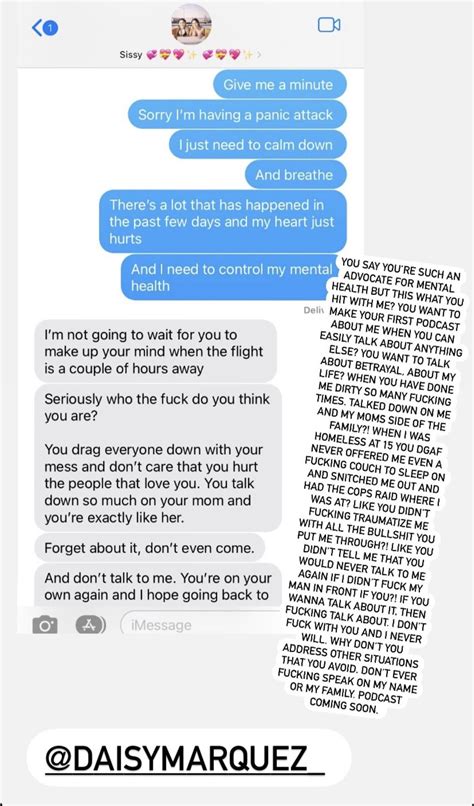 1
Sissy 💞💝💖✨ 💞💝💖✨ >
Give me a minute
Sorry I'm having a panic attack
I just need to calm down
And breathe
There's a lot that has happened in
the past few days and my heart just
hurts
And I need to control my mental
health
Deliv
I'm not going to wait for you to
make up your mind when the flight
is a couple of hours away
Seriously who the fuck do you think
you are?
You drag everyone down with your
mess and don't care that you hurt
the people that love you. You talk
down so much on your mom and
you're exactly like her.
Forget about it, don't even come.
And don't talk to me. You're on your
own again and I hope going back to
iMessage
YOU SAY YOU'RE SUCH AN
ADVOCATE FOR MENTAL
HEALTH BUT THIS WHAT YOU
HIT WITH ME? YOU WANT TO
MAKE YOUR FIRST PODCAST
ABOUT ME WHEN YOU CAN
EASILY TALK ABOUT ANYTHING
ELSE? YOU WANT TO TALK
ABOUT BETRAYAL, ABOUT MY
LIFE? WHEN YOU HAVE DONE
ME DIRTY SO MANY FUCKING
TIMES. TALKED DOWN ON ME
AND MY MOMS SIDE OF THE
FAMILY?! WHEN I WAS
HOMELESS AT 15 YOU DGAF
NEVER OFFERED ME EVEN A
FUCKING COUCH TO SLEEP ON
AND SNITCHED ME OUT AND
HAD THE COPS RAID WHERE I
WAS AT? LIKE YOU DIDN'T
FUCKING TRAUMATIZE ME
WITH ALL THE BULLSHIT YOU
PUT ME THROUGH?! LIKE YOU
DIDN'T TELL ME THAT YOU
WOULD NEVER TALK TO ME
AGAIN IF I DIDN'T FUCK MY
MAN IN FRONT IF YOU?! IF YOU
WANNA TALK ABOUT IT, THEN
FUCKING TALK ABOUT. I DON'T
FUCK WITH YOU AND I NEVER
WILL. WHY DON'T YOU
ADDRESS OTHER SITUATIONS
THAT YOU AVOID. DON'T EVER
FUCKING SPEAK ON MY NAME
OR MY FAMILY. PODCAST
COMING SOON.
@DAISYMARQUEZ_